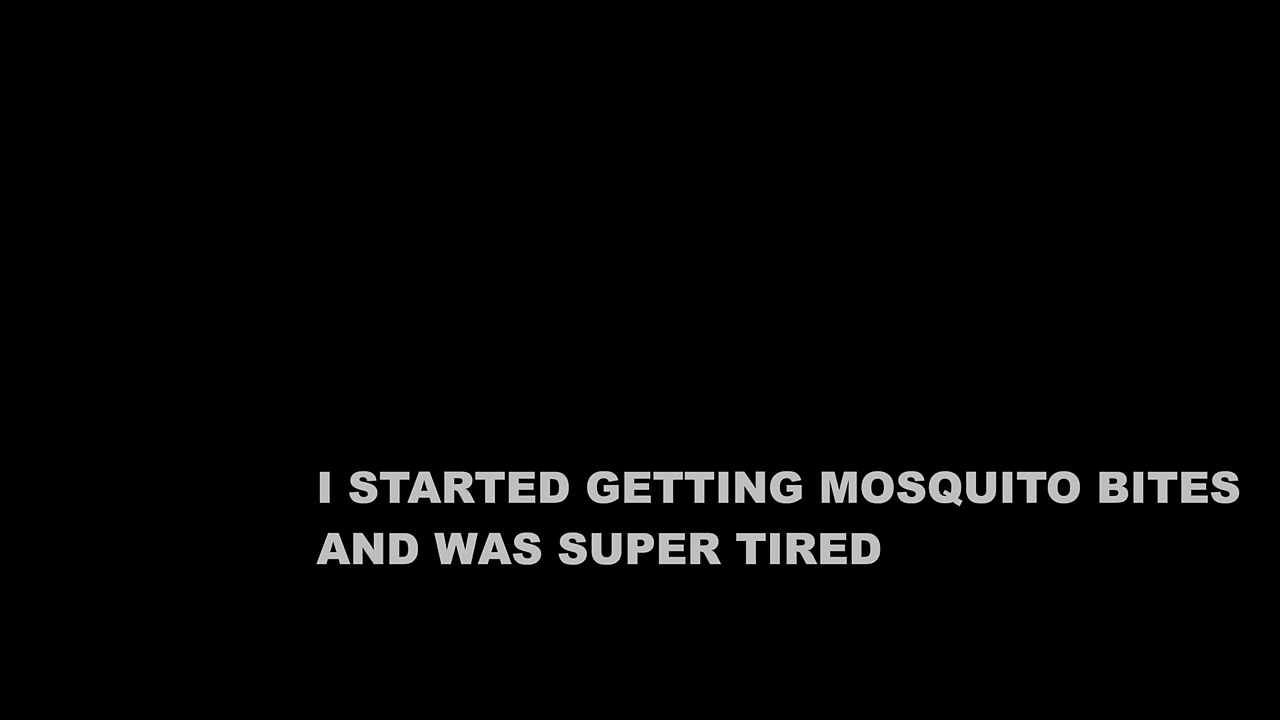 I STARTED GETTING MOSQUITO BITES
AND WAS SUPER TIRED